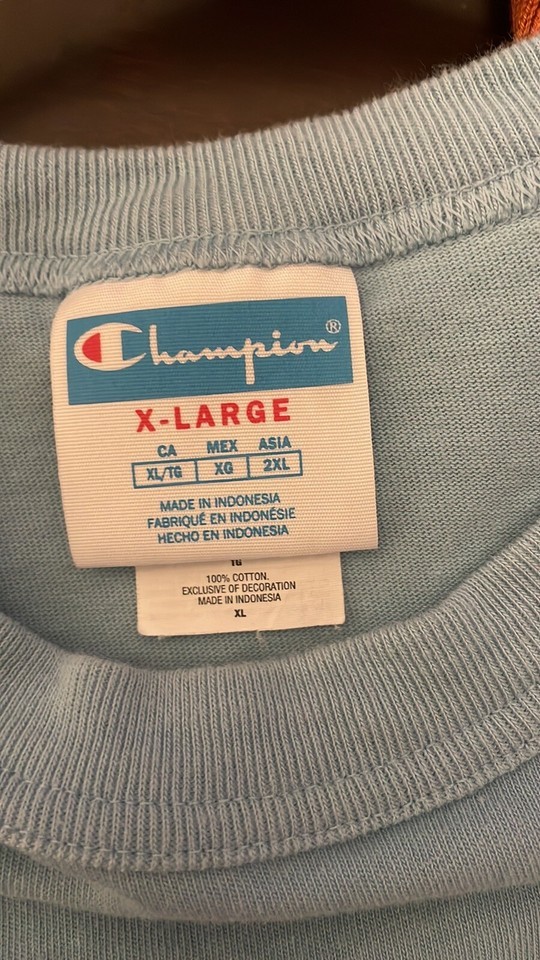 Champion®
X-LARGE
CA MEX ASIA
XL/TG XG 2XL
MADE IN INDONESIA
FABRIQUÉ EN INDONÉSIE
HECHO EN INDONESIA
100% COTTON.
EXCLUSIVE OF DECORATION
MADE IN INDONESIA
XL